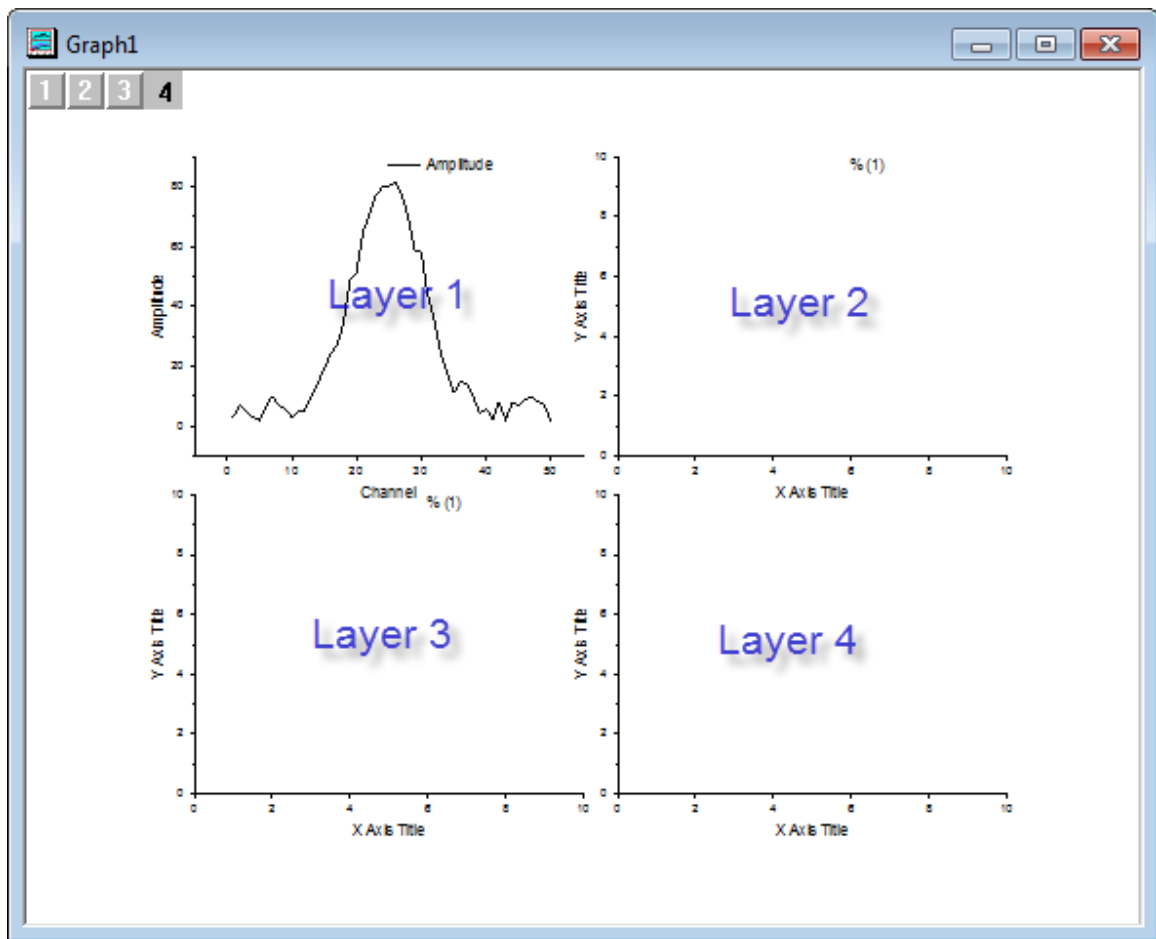 Graph1
1 2 3 4
Amplitude
80
60
40
20
0
Amplitude
Layer 1
0 10 20 30 40 50
Channel
% (1)
10
8
6
4
2
0
Y Axis Title
Layer 2
0 2 4 6 8 10
X Axis Title
% (1)
10
8
6
4
2
0
Y Axis Title
Layer 3
0 2 4 6 8 10
X Axis Title
10
8
6
4
2
0
Y Axis Title
Layer 4
0 2 4 6 8 10
X Axis Title